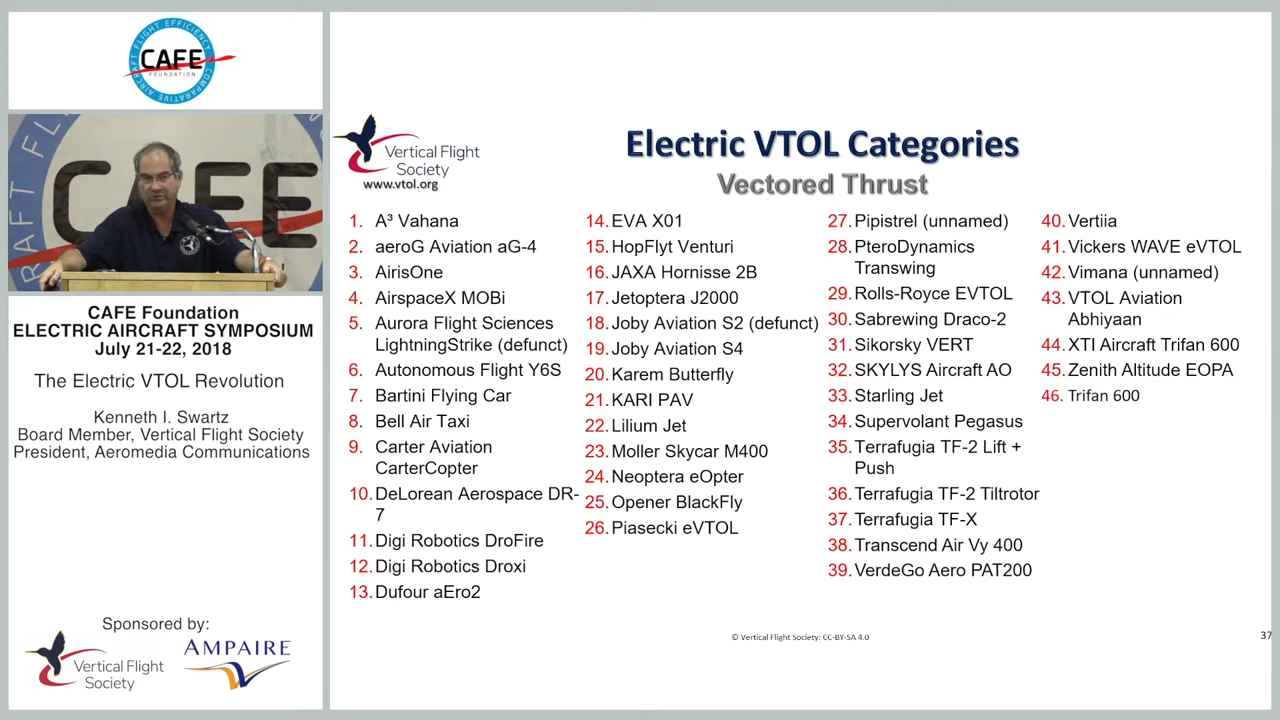 AIRCRAFT FLIGHT EFFICIENCY
COMPARATIVE
CAFE
FOUNDATION
CAFE
CAFE Foundation
ELECTRIC AIRCRAFT SYMPOSIUM
July 21-22, 2018
The Electric VTOL Revolution
Kenneth I. Swartz
Board Member, Vertical Flight Society
President, Aeromedia Communications
Sponsored by:
Vertical Flight
Society
AMPAIRE
Vertical Flight
Society
www.vtol.org
Electric VTOL Categories
Vectored Thrust
1. A³ Vahana
2. aeroG Aviation aG-4
3. AirisOne
4. AirspaceX MOBi
5. Aurora Flight Sciences
LightningStrike (defunct)
6. Autonomous Flight Y6S
7. Bartini Flying Car
8. Bell Air Taxi
9. Carter Aviation
CarterCopter
10. DeLorean Aerospace DR-
7
11. Digi Robotics DroFire
12. Digi Robotics Droxi
13. Dufour aEro2
14. EVA X01
15. HopFlyt Venturi
16. JAXA Hornisse 2B
17. Jetoptera J2000
18. Joby Aviation S2 (defunct)
19. Joby Aviation S4
20. Karem Butterfly
21. KARI PAV
22. Lilium Jet
23. Moller Skycar M400
24. Neoptera eOpter
25. Opener BlackFly
26. Piasecki eVTOL
27. Pipistrel (unnamed)
28. PteroDynamics
Transwing
29. Rolls-Royce EVTOL
30. Sabrewing Draco-2
31. Sikorsky VERT
32. SKYLYS Aircraft AO
33. Starling Jet
34. Supervolant Pegasus
35. Terrafugia TF-2 Lift +
Push
36. Terrafugia TF-2 Tiltrotor
37. Terrafugia TF-X
38. Transcend Air Vy 400
39. VerdeGo Aero PAT200
40. Vertiia
41. Vickers WAVE eVTOL
42. Vimana (unnamed)
43. VTOL Aviation
Abhiyaan
44. XTI Aircraft Trifan 600
45. Zenith Altitude EOPA
46. Trifan 600
© Vertical Flight Society: CC-BY-SA 4.0
37